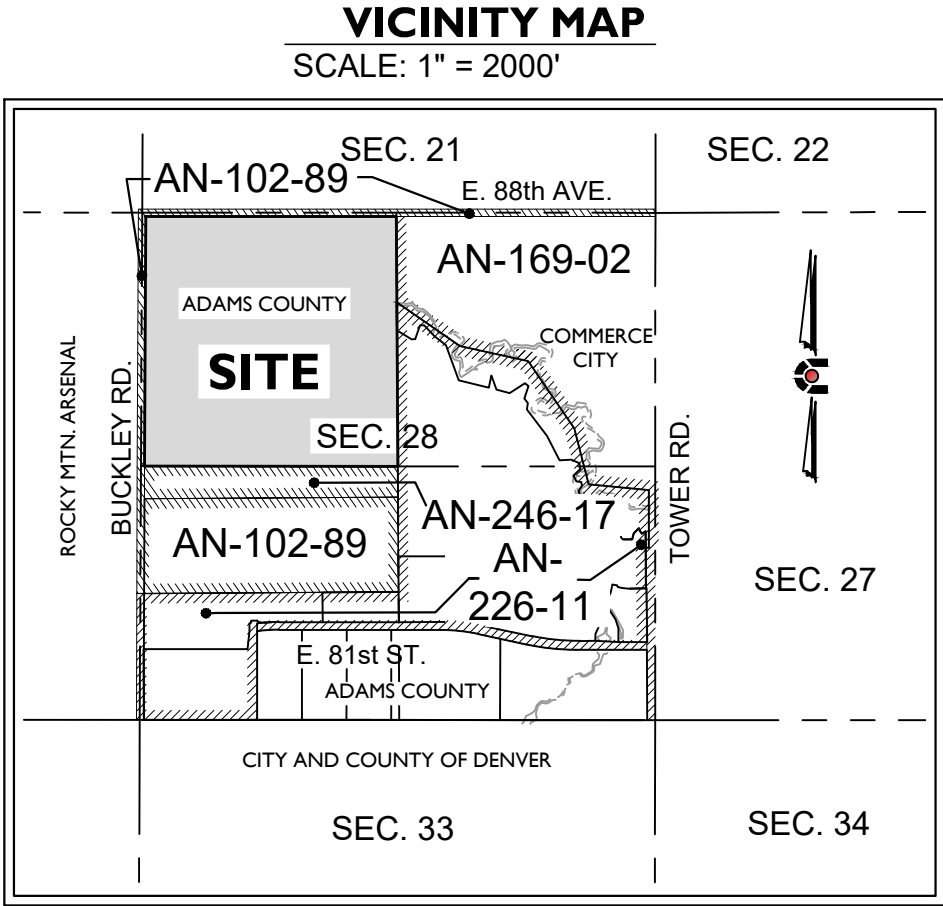 VICINITY MAP
SCALE: 1" = 2000'
SEC. 21
SEC. 22
AN-102-89
E. 88th AVE.
AN-169-02
ADAMS COUNTY
COMMERCE
CITY
SITE
ROCKY MTN. ARSENAL
BUCKLEY RD.
SEC. 28
TOWER RD.
AN-246-17
AN-102-89
AN-
226-11
SEC. 27
E. 81st ST.
ADAMS COUNTY
CITY AND COUNTY OF DENVER
SEC. 33
SEC. 34